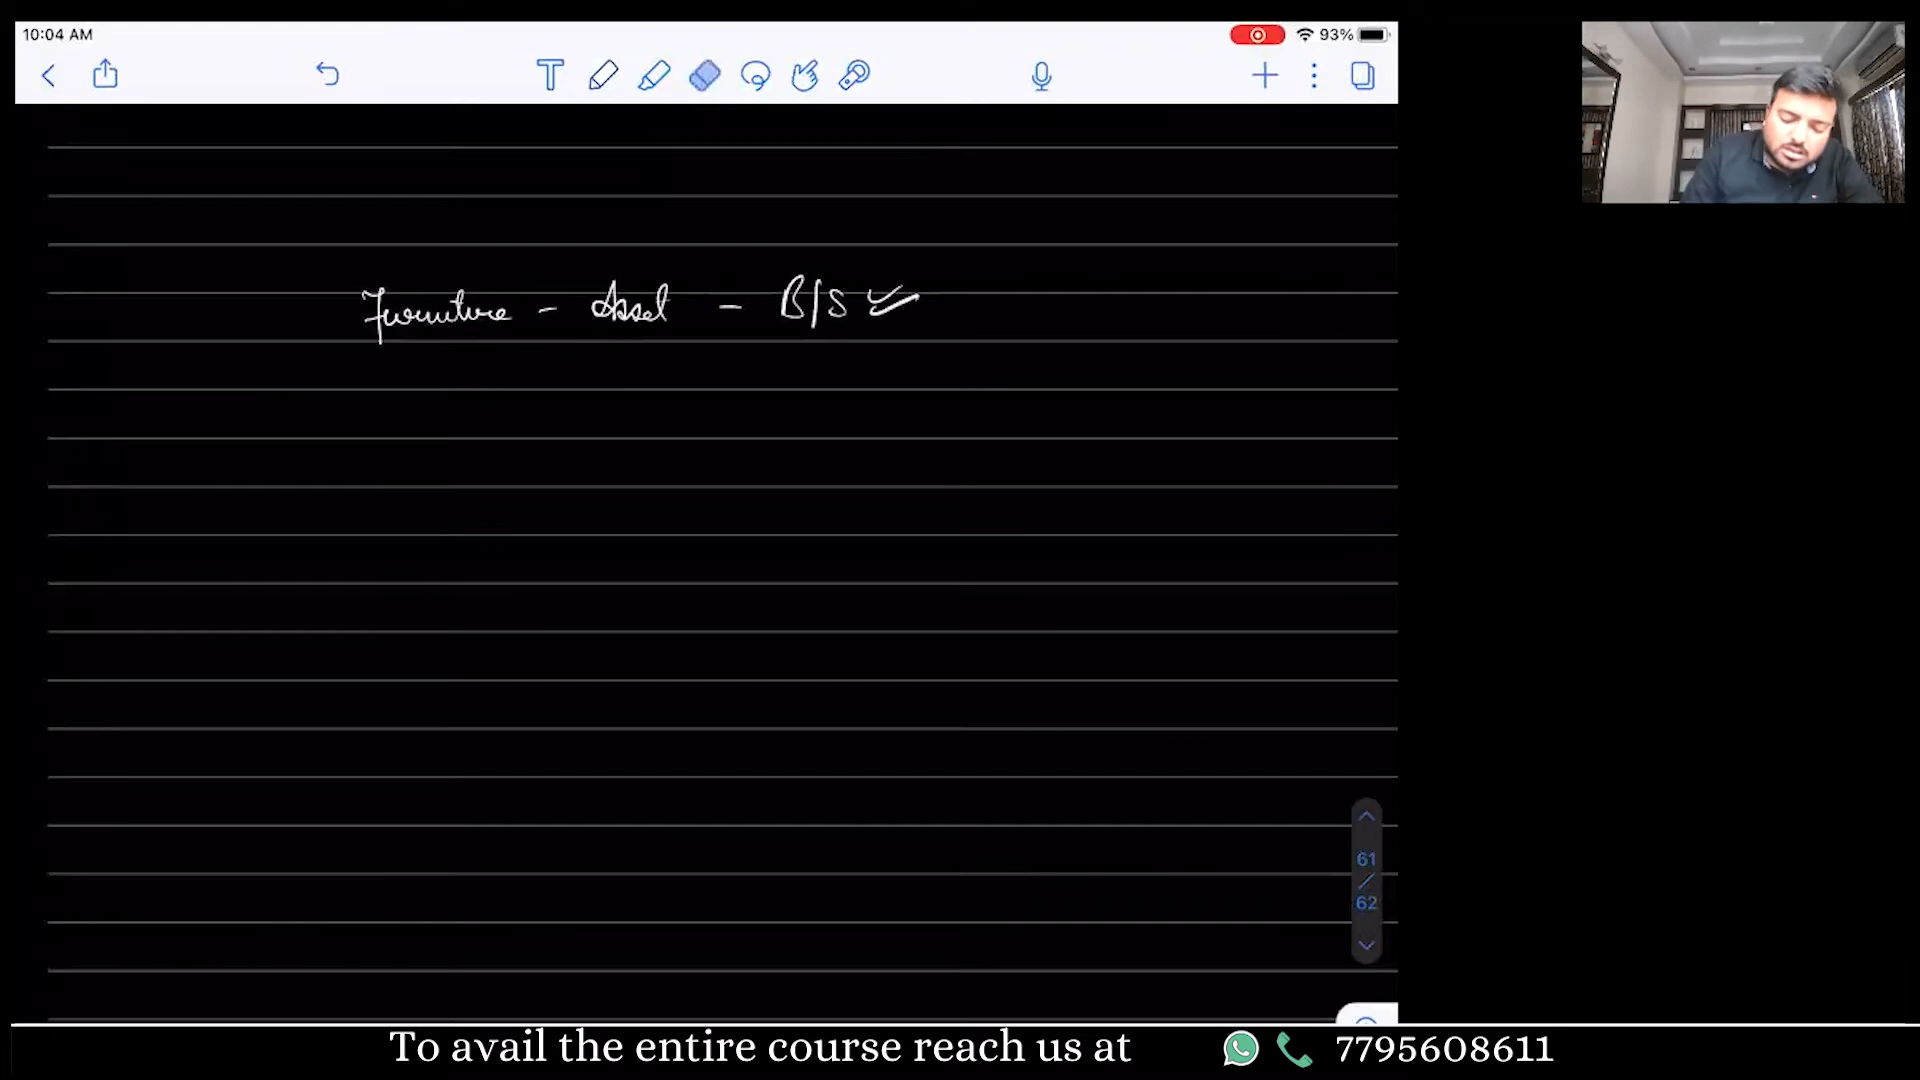 10:04 AM
93%
Furniture - Asset - B/S ✓
61
/
62
To avail the entire course reach us at 7795608611